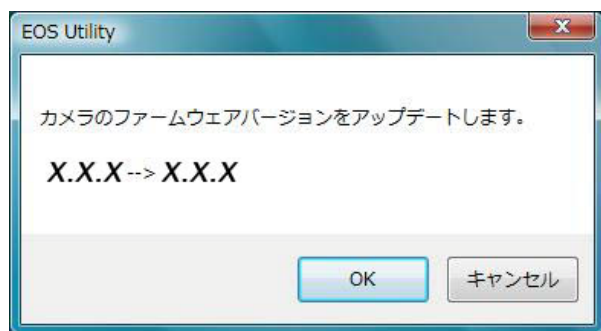 EOS Utility
カメラのファームウェアバージョンをアップデートします。
X.X.X --> X.X.X
OK
キャンセル